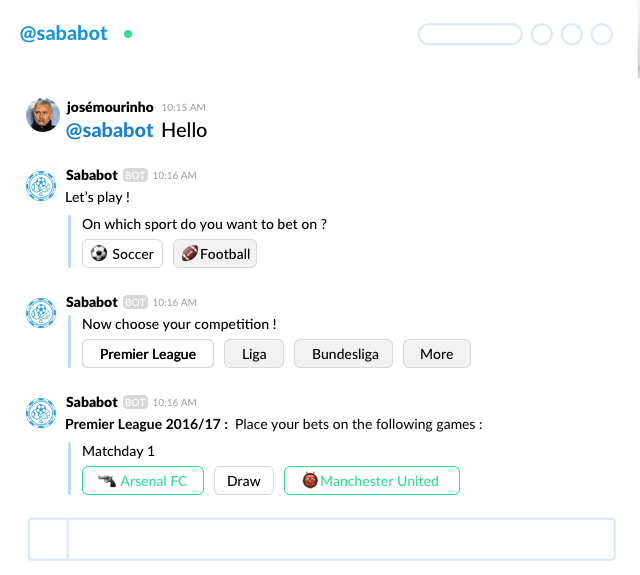 @sababot
josémourinho 10:15 AM
@sababot Hello
Sababot BOT 10:16 AM
Let's play !
On which sport do you want to bet on ?
Soccer Football
Sababot BOT 10:16 AM
Now choose your competition !
Premier League Liga Bundesliga More
Sababot BOT 10:16 AM
Premier League 2016/17 : Place your bets on the following games :
Matchday 1
Arsenal FC Draw Manchester United